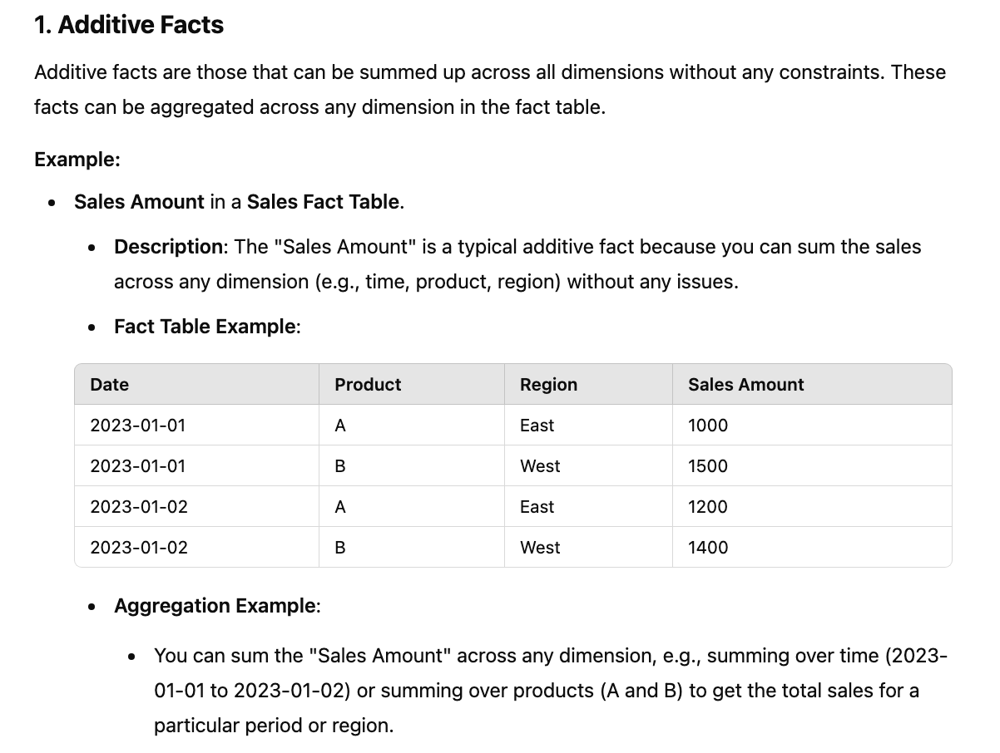 1. Additive Facts
Additive facts are those that can be summed up across all dimensions without any constraints. These
facts can be aggregated across any dimension in the fact table.
Example:
• Sales Amount in a Sales Fact Table.
• Description: The "Sales Amount" is a typical additive fact because you can sum the sales
across any dimension (e.g., time, product, region) without any issues.
• Fact Table Example:
Date Product Region Sales Amount
2023-01-01 A East 1000
2023-01-01 B West 1500
2023-01-02 A East 1200
2023-01-02 B West 1400
• Aggregation Example:
• You can sum the "Sales Amount" across any dimension, e.g., summing over time (2023-
01-01 to 2023-01-02) or summing over products (A and B) to get the total sales for a
particular period or region.